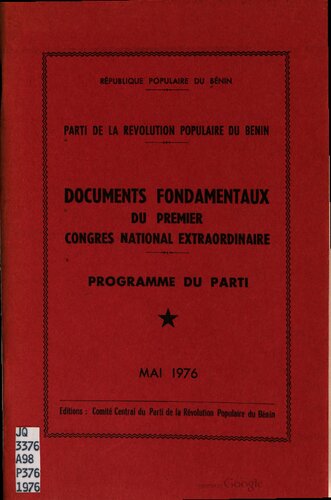 RÉPUBLIQUE POPULAIRE DU BÉNIN
PARTI DE LA REVOLUTION POPULAIRE DU BENIN
DOCUMENTS FONDAMENTAUX
DU PREMIER
CONGRES NATIONAL EXTRAORDINAIRE
PROGRAMME DU PARTI
MAI 1976
Editions : Comité Central du Parti de la Révolution Populaire du Bénin
JQ
3376
A98
P376
1976
Google